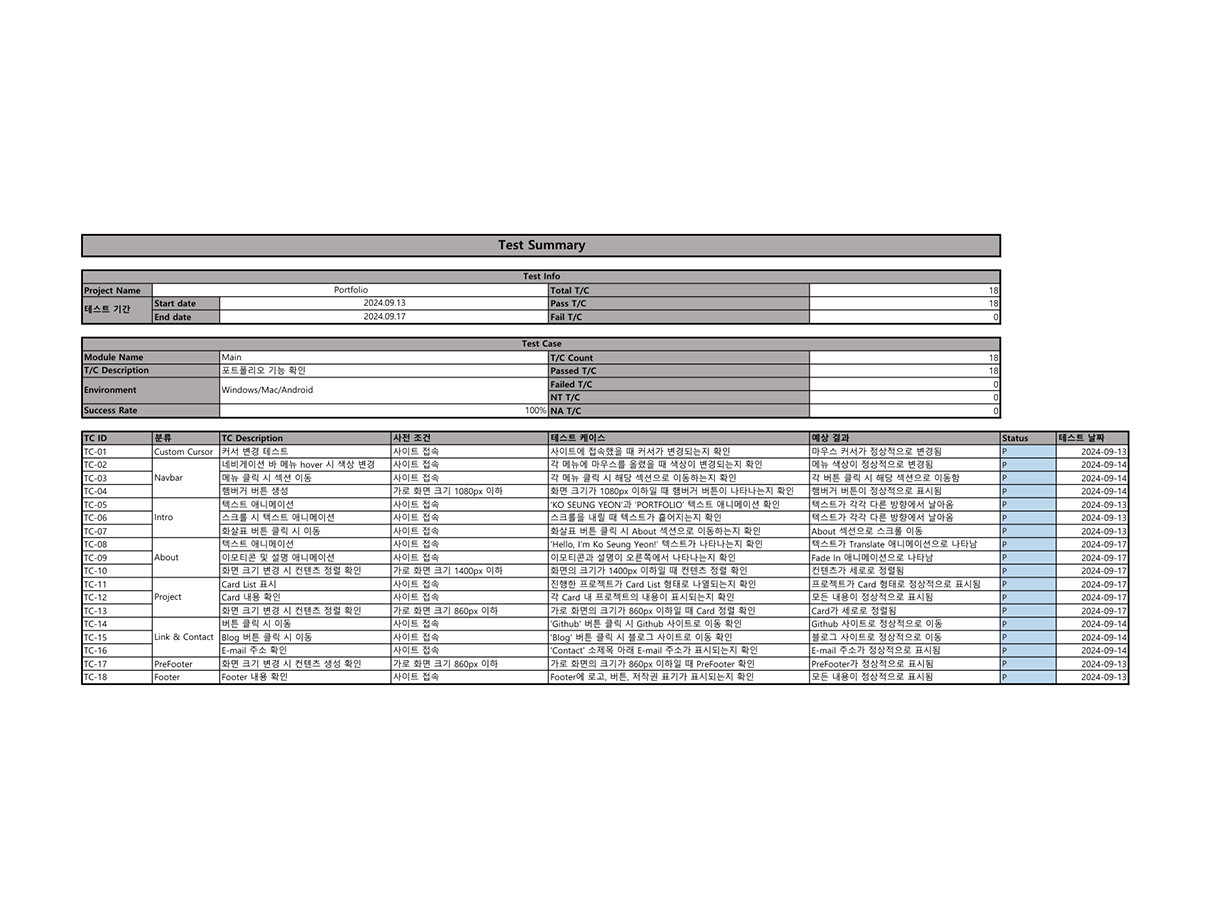 Test Summary
Test Info
Project Name Portfolio Total T/C 18
테스트 기간 Start date 2024.09.13 Pass T/C 18
End date 2024.09.17 Fail T/C 0
Test Case
Module Name Main T/C Count 18
T/C Description 포트폴리오 기능 확인 Passed T/C 18
Environment Windows/Mac/Android Failed T/C 0
NT T/C 0
Success Rate 100% NA T/C 0
TC ID 분류 TC Description 사전 조건 테스트 케이스 예상 결과 Status 테스트 날짜
TC-01 Custom Cursor 커서 변경 테스트 사이트 접속 사이트에 접속했을 때 커서가 변경되는지 확인 마우스 커서가 정상적으로 변경됨 P 2024-09-13
TC-02 네비게이션 바 메뉴 hover 시 색상 변경 사이트 접속 각 메뉴에 마우스를 올렸을 때 색상이 변경되는지 확인 메뉴 색상이 정상적으로 변경됨 P 2024-09-14
TC-03 Navbar 메뉴 클릭 시 섹션 이동 사이트 접속 각 메뉴 클릭 시 해당 섹션으로 이동하는지 확인 각 버튼 클릭 시 해당 섹션으로 이동함 P 2024-09-14
TC-04 햄버거 버튼 생성 가로 화면 크기 1080px 이하 화면 크기가 1080px 이하일 때 햄버거 버튼이 나타나는지 확인 햄버거 버튼이 정상적으로 표시됨 P 2024-09-14
TC-05 텍스트 애니메이션 사이트 접속 'KO SEUNG YEON'과 'PORTFOLIO' 텍스트 애니메이션 확인 텍스트가 각각 다른 방향에서 날아옴 P 2024-09-13
TC-06 Intro 스크롤 시 텍스트 애니메이션 사이트 접속 스크롤을 내릴 때 텍스트가 흩어지는지 확인 텍스트가 각각 다른 방향에서 날아옴 P 2024-09-13
TC-07 화살표 버튼 클릭 시 이동 사이트 접속 화살표 버튼 클릭 시 About 섹션으로 이동하는지 확인 About 섹션으로 스크롤 이동 P 2024-09-13
TC-08 텍스트 애니메이션 사이트 접속 'Hello, I'm Ko Seung Yeon!' 텍스트가 나타나는지 확인 텍스트가 Translate 애니메이션으로 나타남 P 2024-09-17
TC-09 About 이모티콘 및 설명 애니메이션 사이트 접속 이모티콘과 설명이 오른쪽에서 나타나는지 확인 Fade In 애니메이션으로 나타남 P 2024-09-17
TC-10 화면 크기 변경 시 컨텐츠 정렬 확인 가로 화면 크기 1400px 이하 화면의 크기가 1400px 이하일 때 컨텐츠 정렬 확인 컨텐츠가 세로로 정렬됨 P 2024-09-17
TC-11 Card List 표시 사이트 접속 진행한 프로젝트가 Card List 형태로 나열되는지 확인 프로젝트가 Card 형태로 정상적으로 표시됨 P 2024-09-17
TC-12 Project Card 내용 확인 사이트 접속 각 Card 내 프로젝트의 내용이 표시되는지 확인 모든 내용이 정상적으로 표시됨 P 2024-09-17
TC-13 화면 크기 변경 시 컨텐츠 정렬 확인 가로 화면 크기 860px 이하 가로 화면의 크기가 860px 이하일 때 Card 정렬 확인 Card가 세로로 정렬됨 P 2024-09-17
TC-14 버튼 클릭 시 이동 사이트 접속 'Github' 버튼 클릭 시 Github 사이트로 이동 확인 Github 사이트로 정상적으로 이동 P 2024-09-14
TC-15 Link & Contact Blog 버튼 클릭 시 이동 사이트 접속 'Blog' 버튼 클릭 시 블로그 사이트로 이동 확인 블로그 사이트로 정상적으로 이동 P 2024-09-14
TC-16 E-mail 주소 확인 사이트 접속 'Contact' 소제목 아래 E-mail 주소가 표시되는지 확인 E-mail 주소가 정상적으로 표시됨 P 2024-09-14
TC-17 PreFooter 화면 크기 변경 시 컨텐츠 생성 확인 가로 화면 크기 860px 이하 가로 화면의 크기가 860px 이하일 때 PreFooter 확인 PreFooter가 정상적으로 표시됨 P 2024-09-13
TC-18 Footer Footer 내용 확인 사이트 접속 Footer에 로고, 버튼, 저작권 표기가 표시되는지 확인 모든 내용이 정상적으로 표시됨 P 2024-09-13